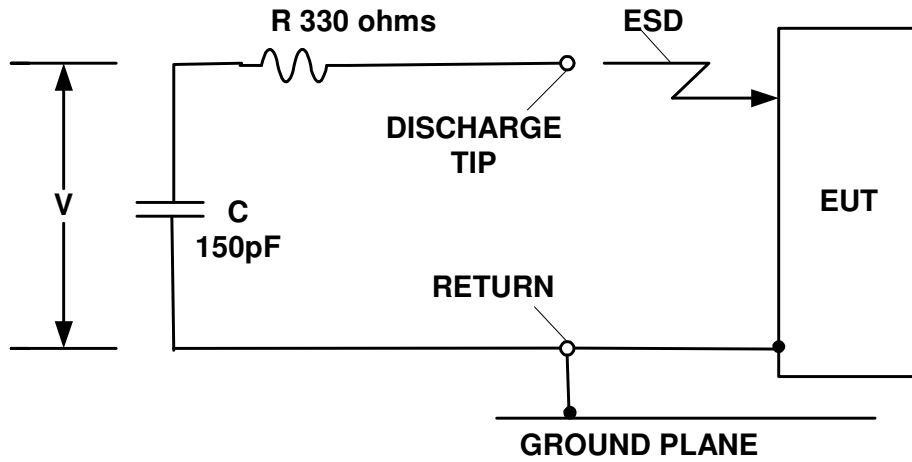 R 330 ohms
ESD
DISCHARGE
TIP
V
C
150pF
EUT
RETURN
GROUND PLANE